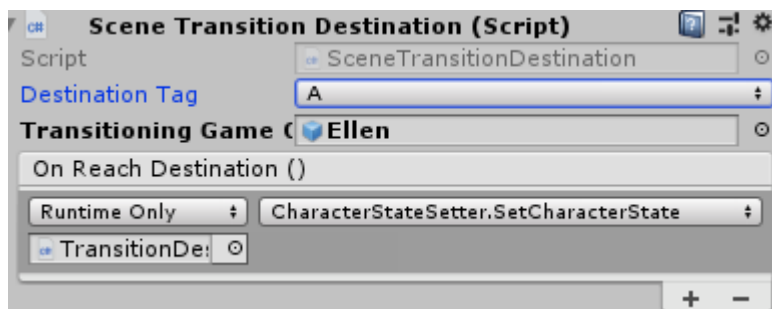 Scene Transition Destination (Script)
Script SceneTransitionDestination
Destination Tag A
Transitioning Game ( Ellen
On Reach Destination ()
Runtime Only CharacterStateSetter.SetCharacterState
TransitionDe